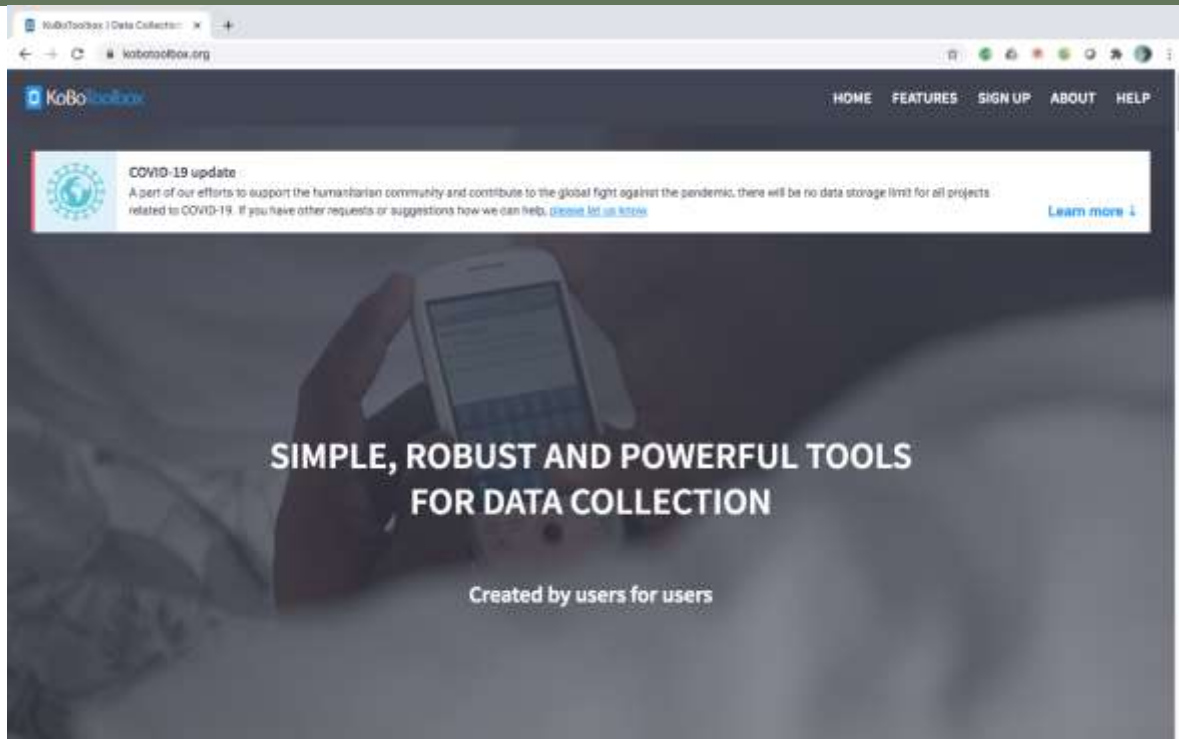 KoBoToolbox | Data Collection
kobotoolbox.org
KoBoToolbox
HOME FEATURES SIGN UP ABOUT HELP
COVID-19 update
A part of our efforts to support the humanitarian community and contribute to the global fight against the pandemic, there will be no data storage limit for all projects
related to COVID-19. If you have other requests or suggestions how we can help, please let us know
Learn more
SIMPLE, ROBUST AND POWERFUL TOOLS
FOR DATA COLLECTION
Created by users for users